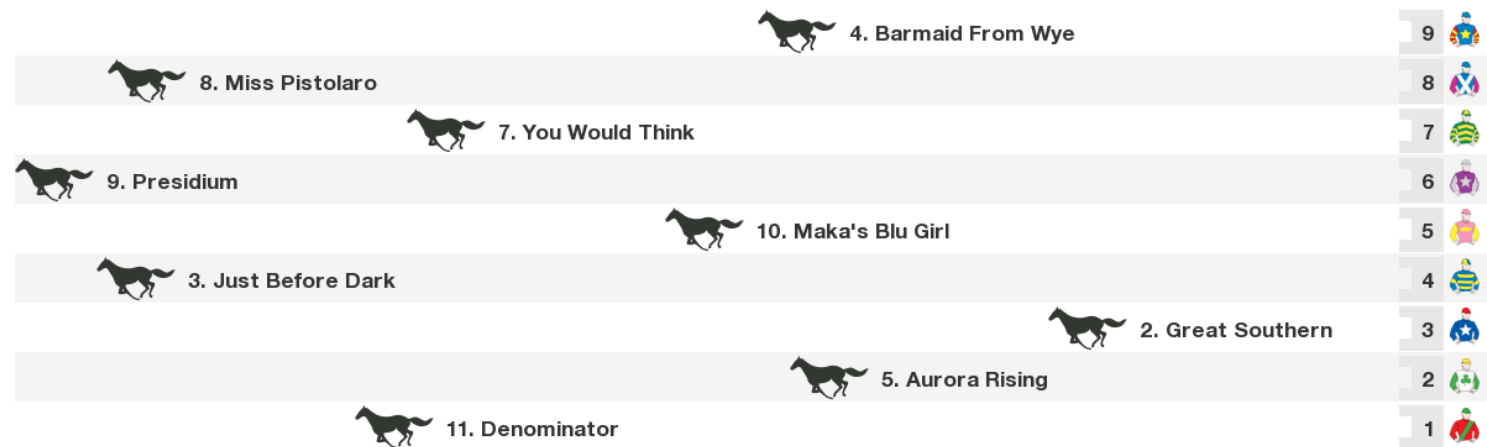 4. Barmaid From Wye 9
8. Miss Pistolaro 8
7. You Would Think 7
9. Presidium 6
10. Maka's Blu Girl 5
3. Just Before Dark 4
2. Great Southern 3
5. Aurora Rising 2
11. Denominator 1